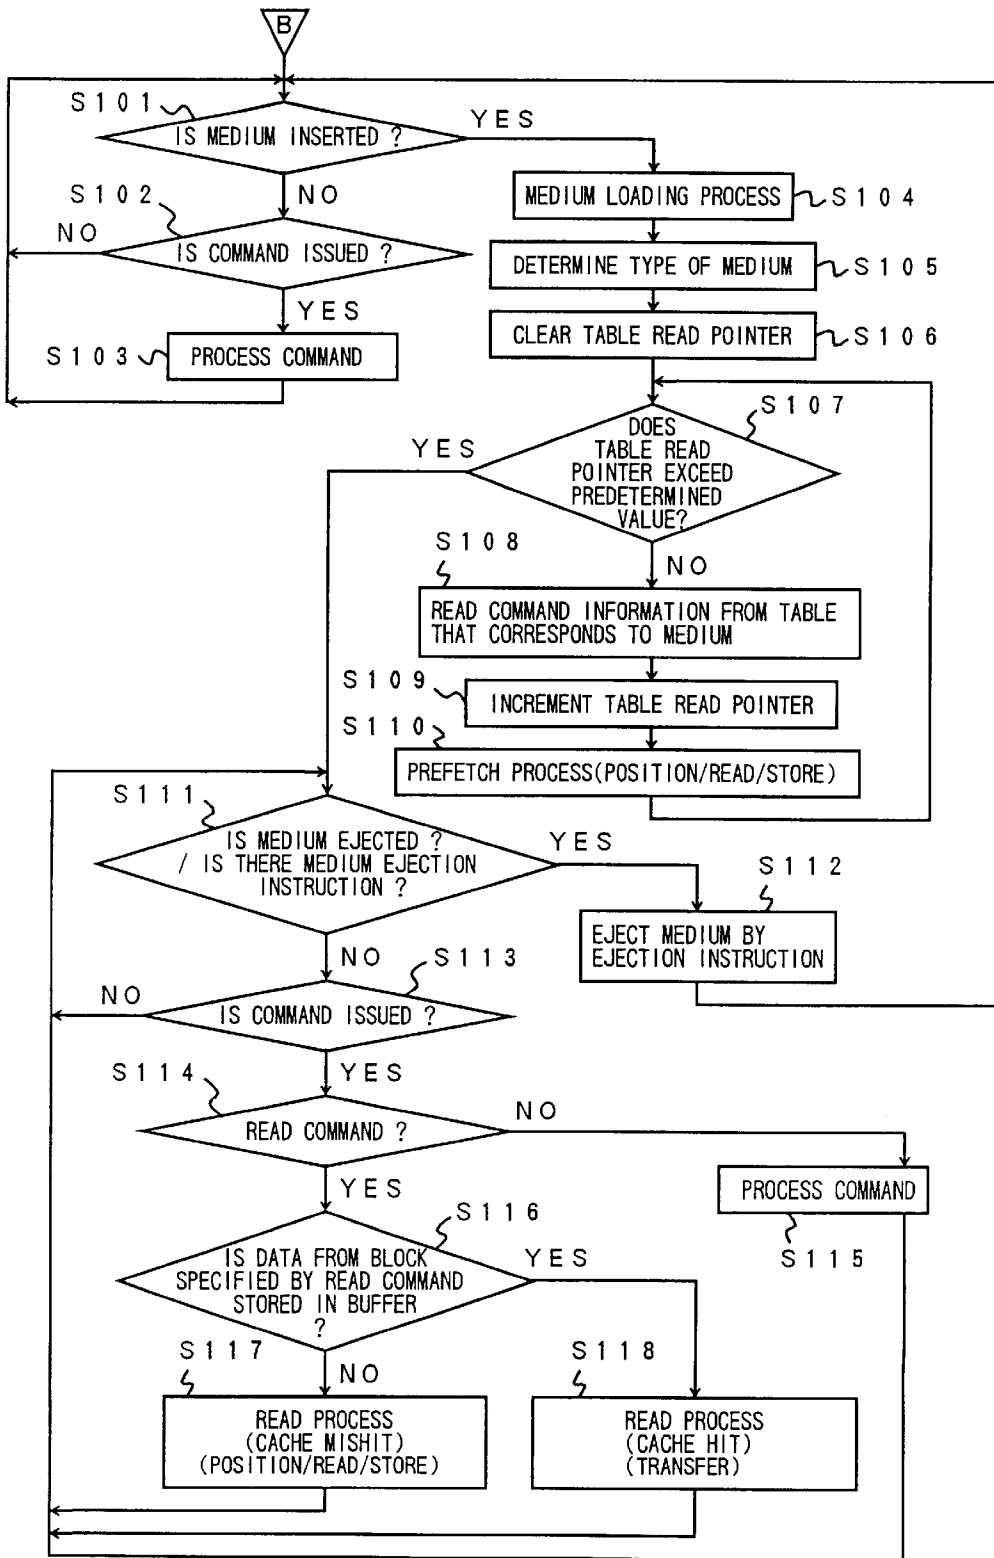 B
S101
IS MEDIUM INSERTED ?
YES
NO
S102
NO
IS COMMAND ISSUED ?
YES
S103
PROCESS COMMAND
MEDIUM LOADING PROCESS
S104
DETERMINE TYPE OF MEDIUM
S105
CLEAR TABLE READ POINTER
S106
S107
YES
DOES
TABLE READ
POINTER EXCEED
PREDETERMINED
VALUE?
NO
S108
READ COMMAND INFORMATION FROM TABLE
THAT CORRESPONDS TO MEDIUM
S109
INCREMENT TABLE READ POINTER
S110
PREFETCH PROCESS(POSITION/READ/STORE)
S111
IS MEDIUM EJECTED ?
/ IS THERE MEDIUM EJECTION
INSTRUCTION ?
YES
S112
EJECT MEDIUM BY
EJECTION INSTRUCTION
NO
S113
NO
IS COMMAND ISSUED ?
YES
S114
READ COMMAND ?
NO
PROCESS COMMAND
S115
YES
S116
IS DATA FROM BLOCK
SPECIFIED BY READ COMMAND
STORED IN BUFFER
?
YES
NO
S117
READ PROCESS
(CACHE MISHIT)
(POSITION/READ/STORE)
S118
READ PROCESS
(CACHE HIT)
(TRANSFER)